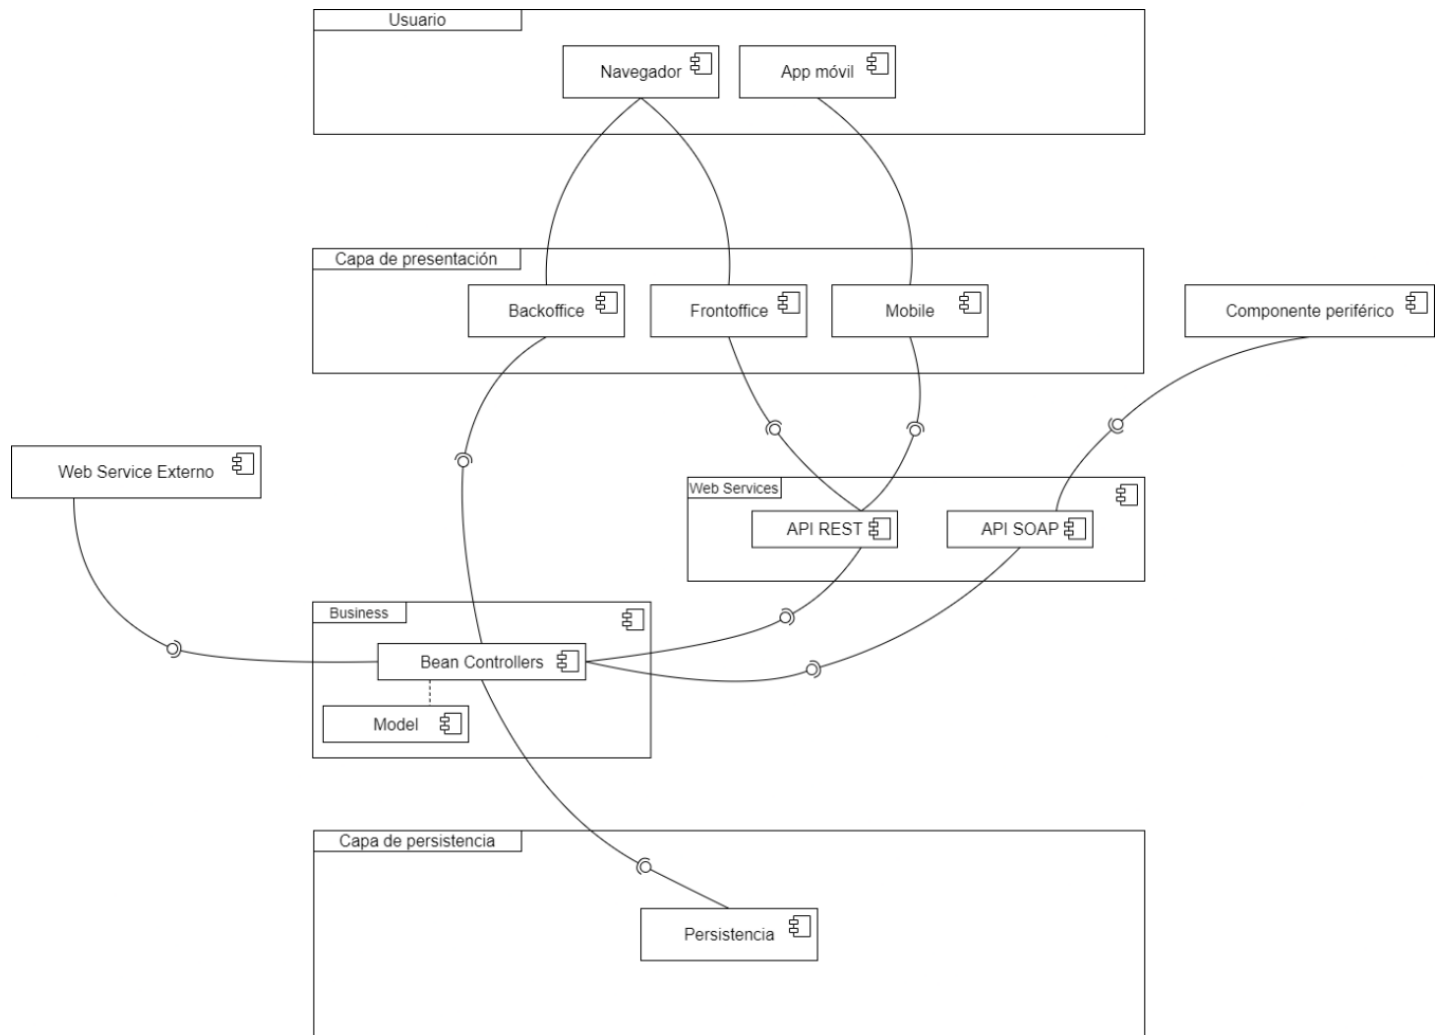 Usuario
Navegador
App móvil
Capa de presentación
Backoffice
Frontoffice
Mobile
Componente periférico
Web Service Externo
Web Services
API REST
API SOAP
Business
Bean Controllers
Model
Capa de persistencia
Persistencia